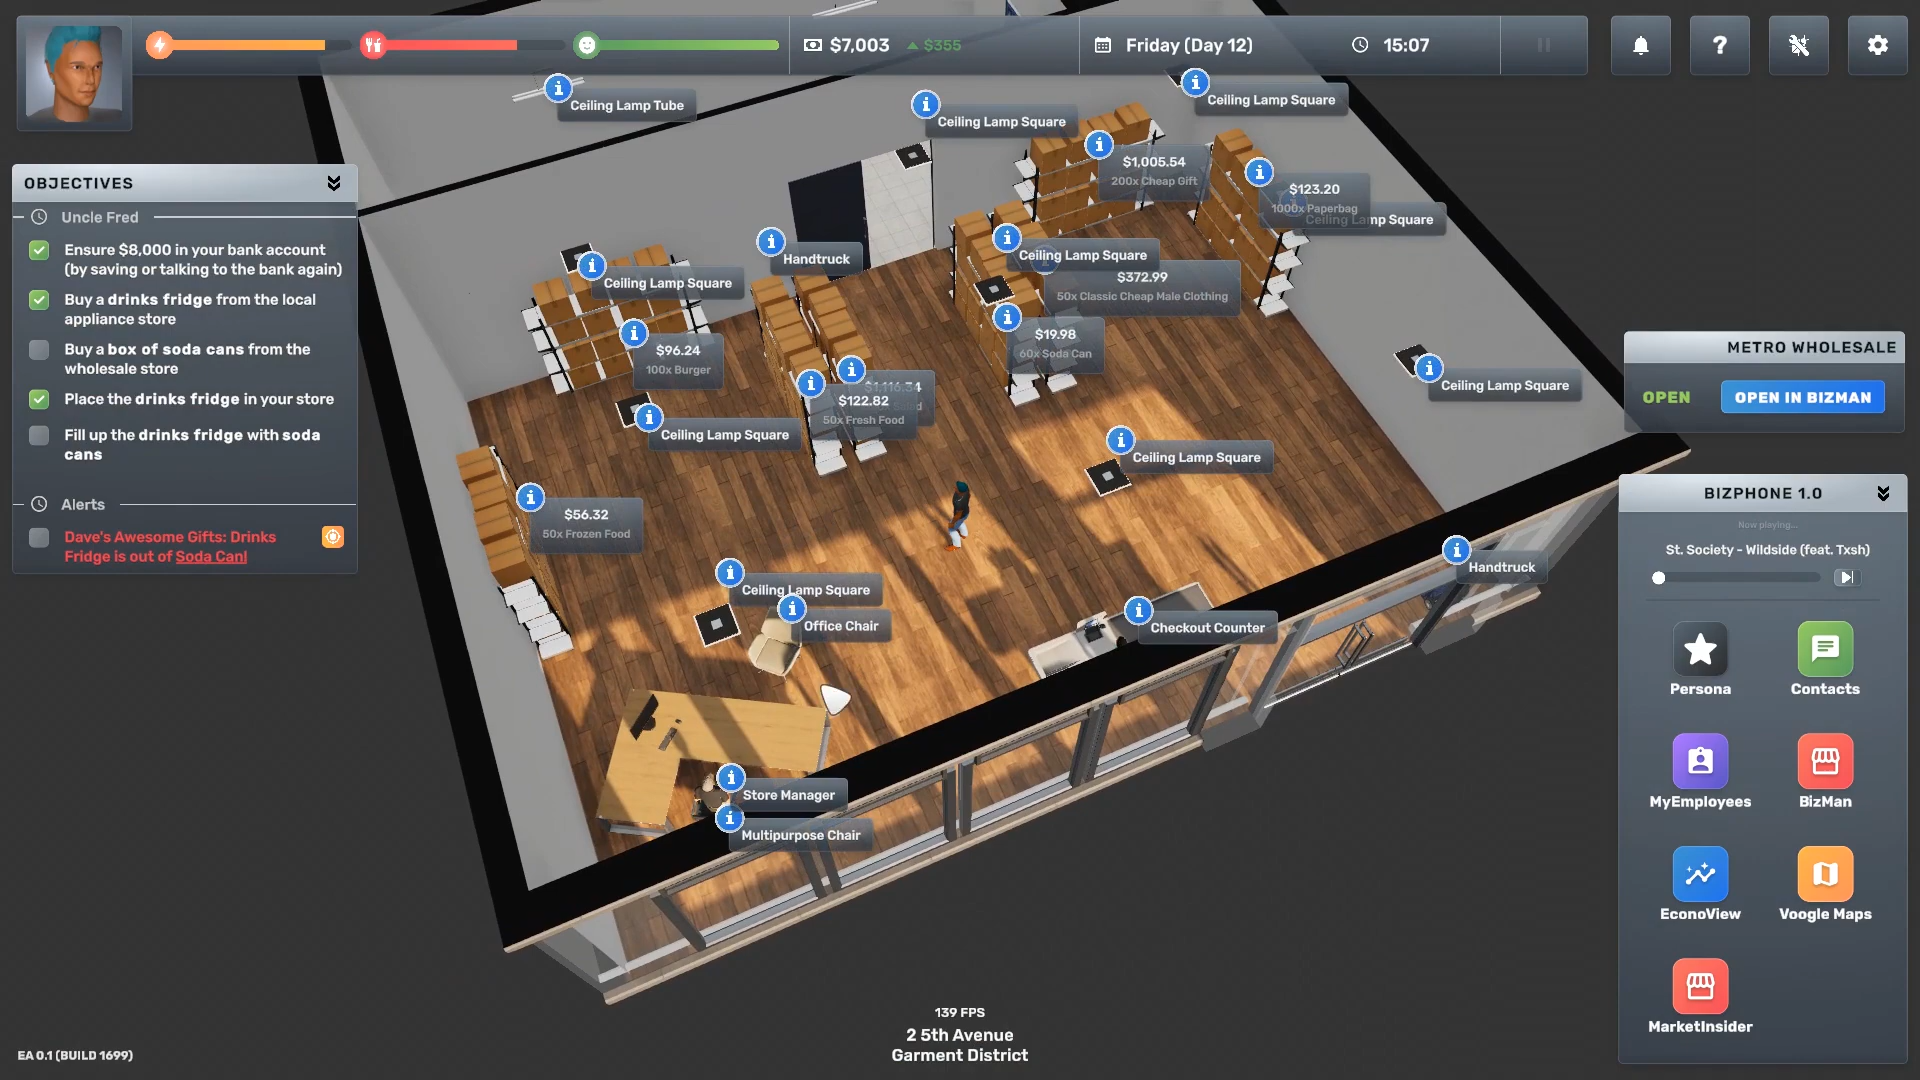 $7,003
$355
Friday (Day 12)
15:07
?
OBJECTIVES
Uncle Fred
Ensure $8,000 in your bank account
(by saving or talking to the bank again)
Buy a drinks fridge from the local
appliance store
Buy a box of soda cans from the
wholesale store
Place the drinks fridge in your store
Fill up the drinks fridge with soda
cans
Alerts
Dave's Awesome Gifts: Drinks
Fridge is out of Soda Can!
Ceiling Lamp Tube
Ceiling Lamp Square
Ceiling Lamp Square
$1,005.54
200x Cheap Gift
$123.20
1000x Paperbag
Ceiling Lamp Square
Handtruck
Ceiling Lamp Square
Ceiling Lamp Square
$372.99
50x Classic Cheap Male Clothing
$19.98
60x Soda Can
$96.24
100x Burger
Ceiling Lamp Square
$122.82
50x Fresh Food
Ceiling Lamp Square
Ceiling Lamp Square
$56.32
50x Frozen Food
Ceiling Lamp Square
Office Chair
Checkout Counter
Handtruck
Store Manager
Multipurpose Chair
METRO WHOLESALE
OPEN
OPEN IN BIZMAN
BIZPHONE 1.0
Now playing...
St. Society - Wildside (feat. Txsh)
Persona
Contacts
MyEmployees
BizMan
EconoView
Voogle Maps
MarketInsider
139 FPS
2 5th Avenue
Garment District
EA 0.1 (BUILD 1699)